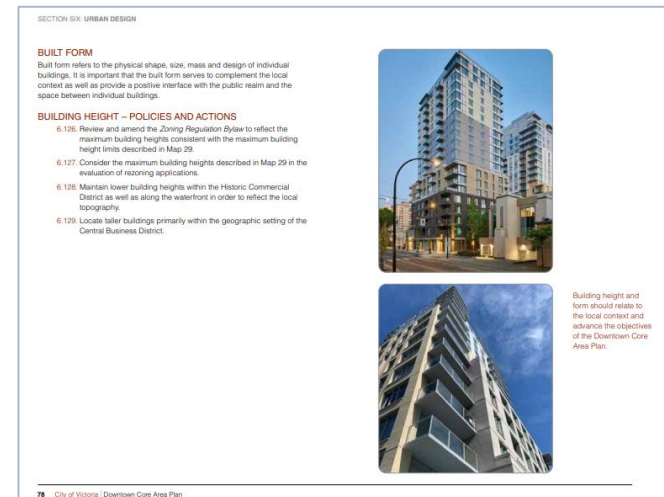 SECTION SIX: URBAN DESIGN
BUILT FORM
Built form refers to the physical shape, size, mass and design of individual
buildings. It is important that the built form serves to complement the local
context as well as provide a positive interface with the public realm and the
space between individual buildings.
BUILDING HEIGHT – POLICIES AND ACTIONS
6.126. Review and amend the Zoning Regulation Bylaw to reflect the
maximum building heights consistent with the maximum building
height limits described in Map 29.
6.127. Consider the maximum building heights described in Map 29 in the
evaluation of rezoning applications.
6.128. Maintain lower building heights within the Historic Commercial
District as well as along the waterfront in order to reflect the local
topography.
6.129. Locate taller buildings primarily within the geographic setting of the
Central Business District.
Building height and
form should relate to
the local context and
advance the objectives
of the Downtown Core
Area Plan.
78 City of Victoria | Downtown Core Area Plan